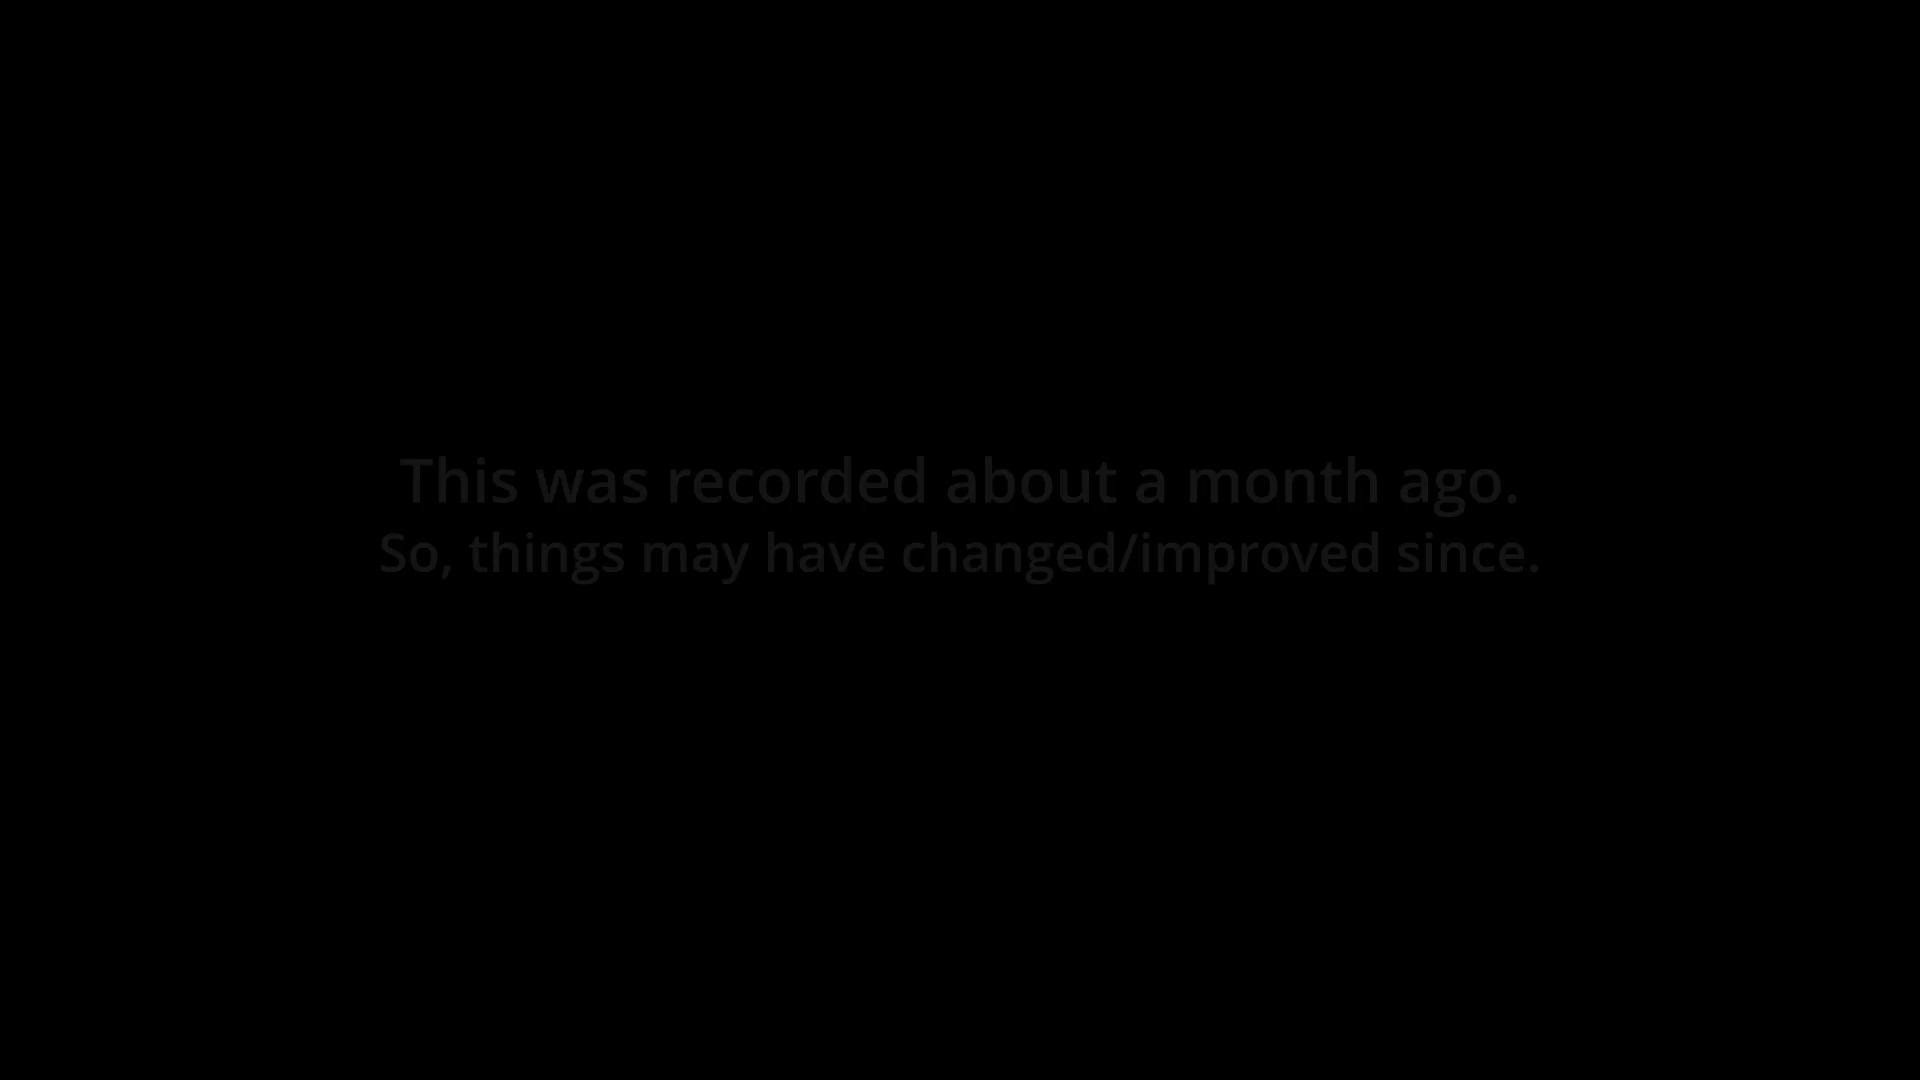 This was recorded about a month ago.
So, things may have changed/improved since.